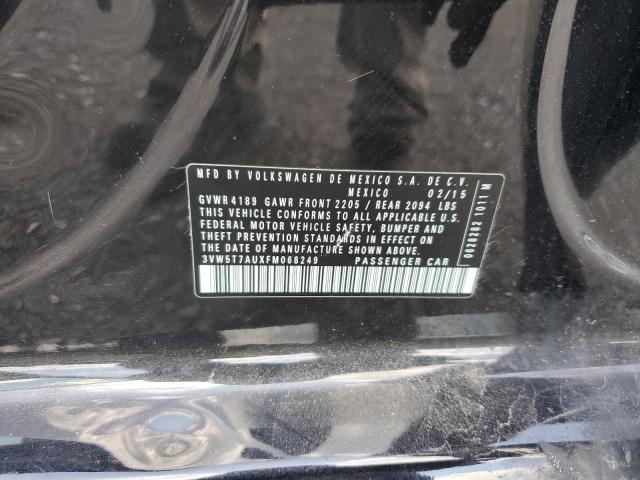 MFD BY VOLKSWAGEN DE MEXICO S.A. DE C.V.
MEXICO 02/15
GVWR 4189 GAWR FRONT 2205 / REAR 2094 LBS
THIS VEHICLE CONFORMS TO ALL APPLICABLE U.S.
FEDERAL MOTOR VEHICLE SAFETY, BUMPER AND
THEFT PREVENTION STANDARDS IN EFFECT ON
THE DATE OF MANUFACTURE SHOWN ABOVE.
3VW5T7AUXFM068249 PASSENGER CAR
0628283 1011 M